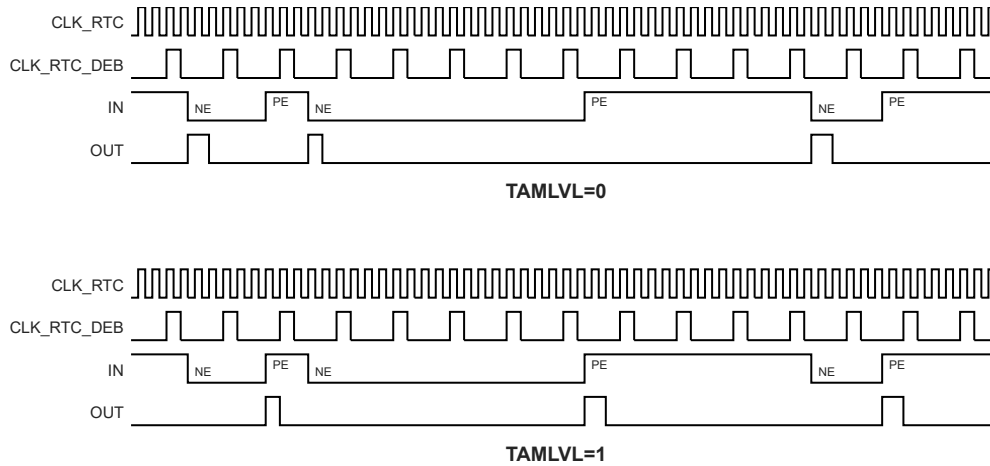 CLK_RTC
CLK_RTC_DEB
IN NE PE NE PE NE PE
OUT
TAMLVL=0
CLK_RTC
CLK_RTC_DEB
IN NE PE NE PE NE PE
OUT
TAMLVL=1